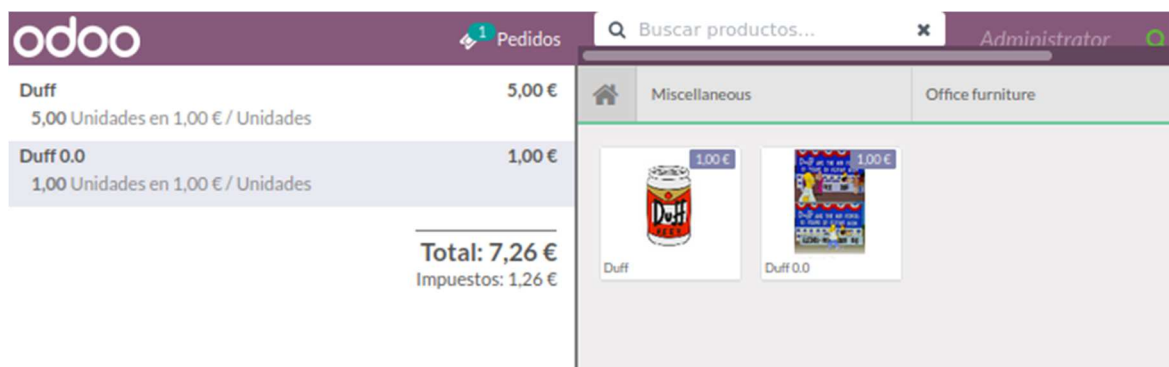 odoo
1 Pedidos
Buscar productos...
Administrator
Duff 5,00 €
5,00 Unidades en 1,00 € / Unidades
Duff 0.0 1,00 €
1,00 Unidades en 1,00 € / Unidades
Total: 7,26 €
Impuestos: 1,26 €
Miscellaneous
Office furniture
1,00 €
Duff
BEER
Duff
1,00 €
Duff 0.0